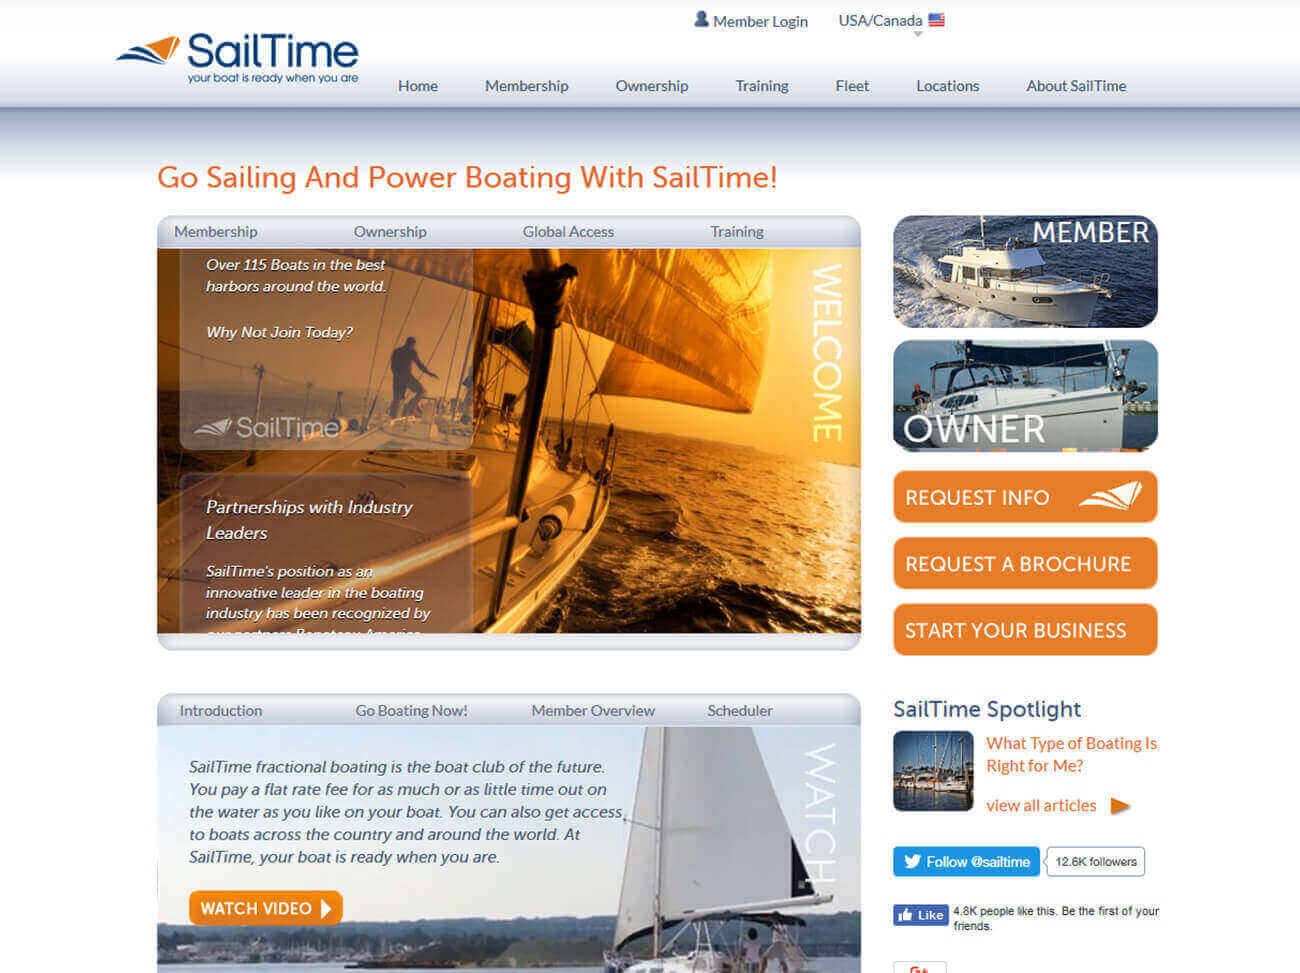 Member Login
USA/Canada
SailTime
your boat is ready when you are
Home
Membership
Ownership
Training
Fleet
Locations
About SailTime
Go Sailing And Power Boating With SailTime!
Membership
Ownership
Global Access
Training
Over 115 Boats in the best
harbors around the world.
Why Not Join Today?
SailTime
WELCOME
Partnerships with Industry
Leaders
SailTime's position as an
innovative leader in the boating
industry has been recognized by
MEMBER
OWNER
REQUEST INFO
REQUEST A BROCHURE
START YOUR BUSINESS
Introduction
Go Boating Now!
Member Overview
Scheduler
SailTime fractional boating is the boat club of the future.
You pay a flat rate fee for as much or as little time out on
the water as you like on your boat. You can also get access
to boats across the country and around the world. At
SailTime, your boat is ready when you are.
WATCH VIDEO
WATCH
SailTime Spotlight
What Type of Boating Is
Right for Me?
view all articles
Follow @sailtime
12.6K followers
Like
4.8K people like this. Be the first of your
friends.